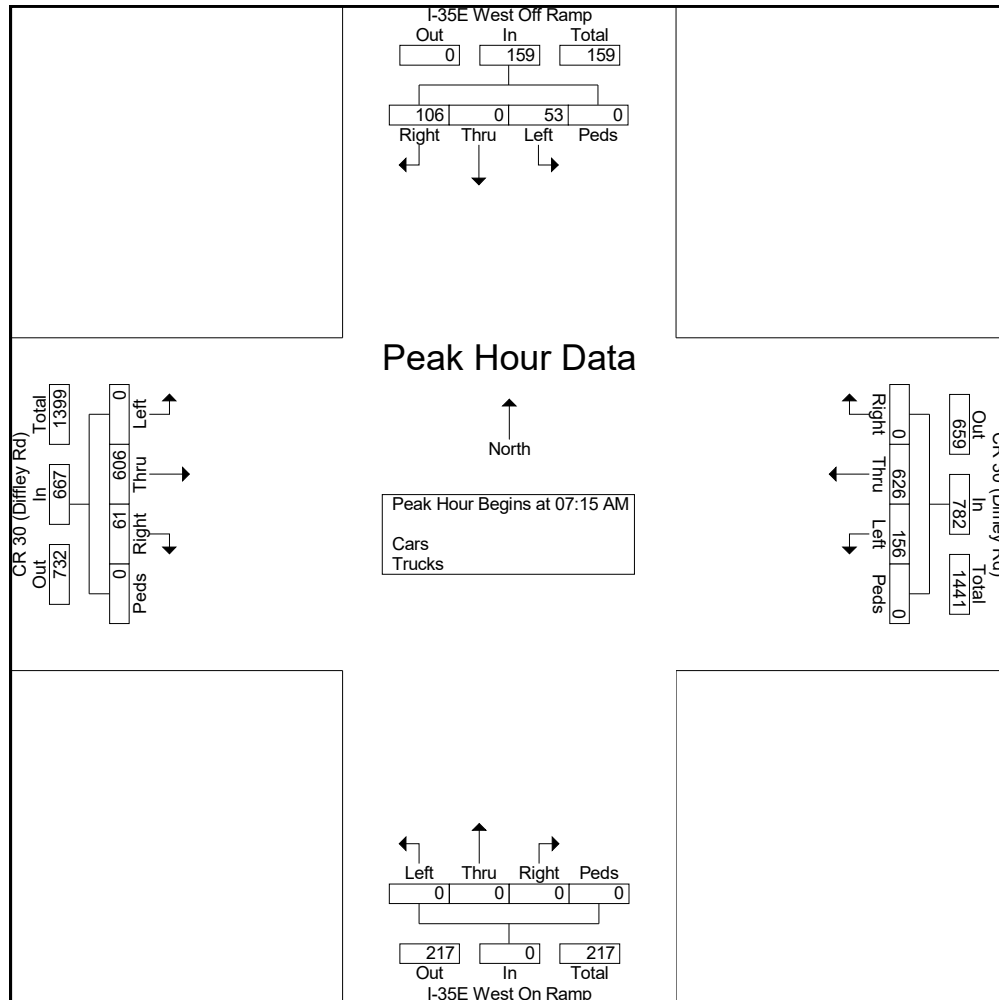 I-35E West Off Ramp
Out In Total
0 159 159
106 0 53 0
Right Thru Left Peds
Peak Hour Data
North
Peak Hour Begins at 07:15 AM
Cars
Trucks
CR 30 (Diffley Rd)
Out In Total
732 667 1399
0 606 61 0
Left Thru Right Peds
CR 30 (Diffley Rd)
Out In Total
659 782 1441
0 626 156 0
Right Thru Left Peds
Left Thru Right Peds
0 0 0 0
217 0 217
Out In Total
I-35E West On Ramp